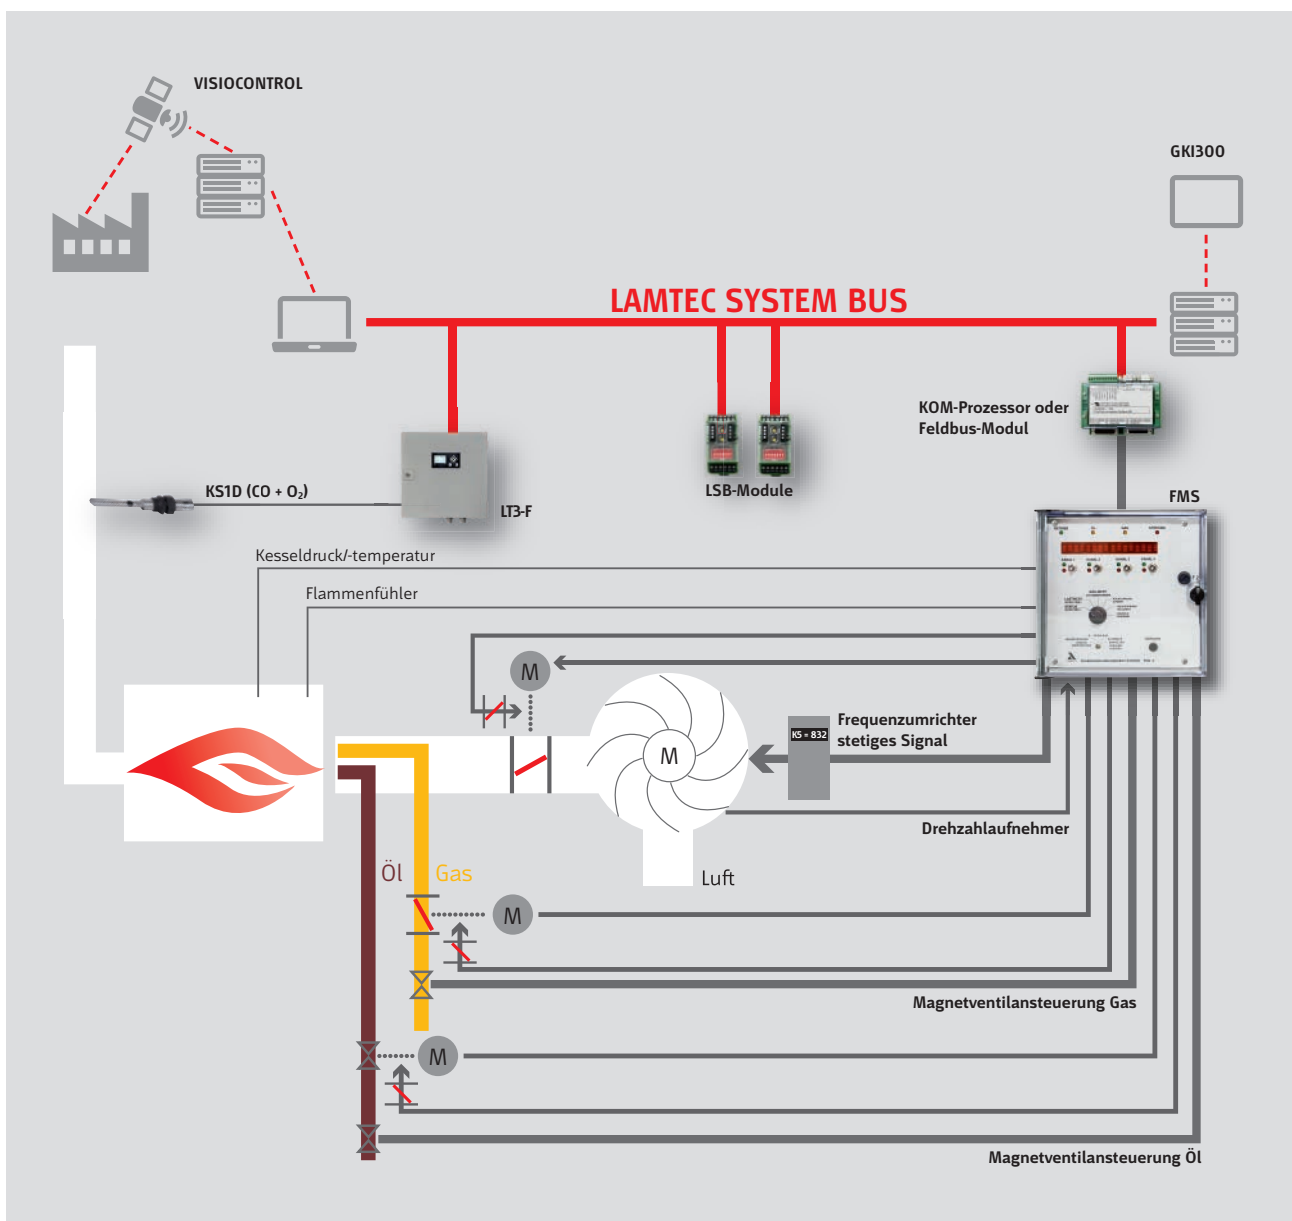 VISIOCONTROL
GKI300
LAMTEC SYSTEM BUS
KOM-Prozessor oder
Feldbus-Modul
KS1D (CO + O₂)
LT3-F
LSB-Module
FMS
Kesseldruck/-temperatur
Flammenfühler
M
M
K5 = 832
Frequenzumrichter
stetiges Signal
Drehzahlaufnehmer
Öl
Gas
Luft
M
Magnetventilansteuerung Gas
M
Magnetventilansteuerung Öl